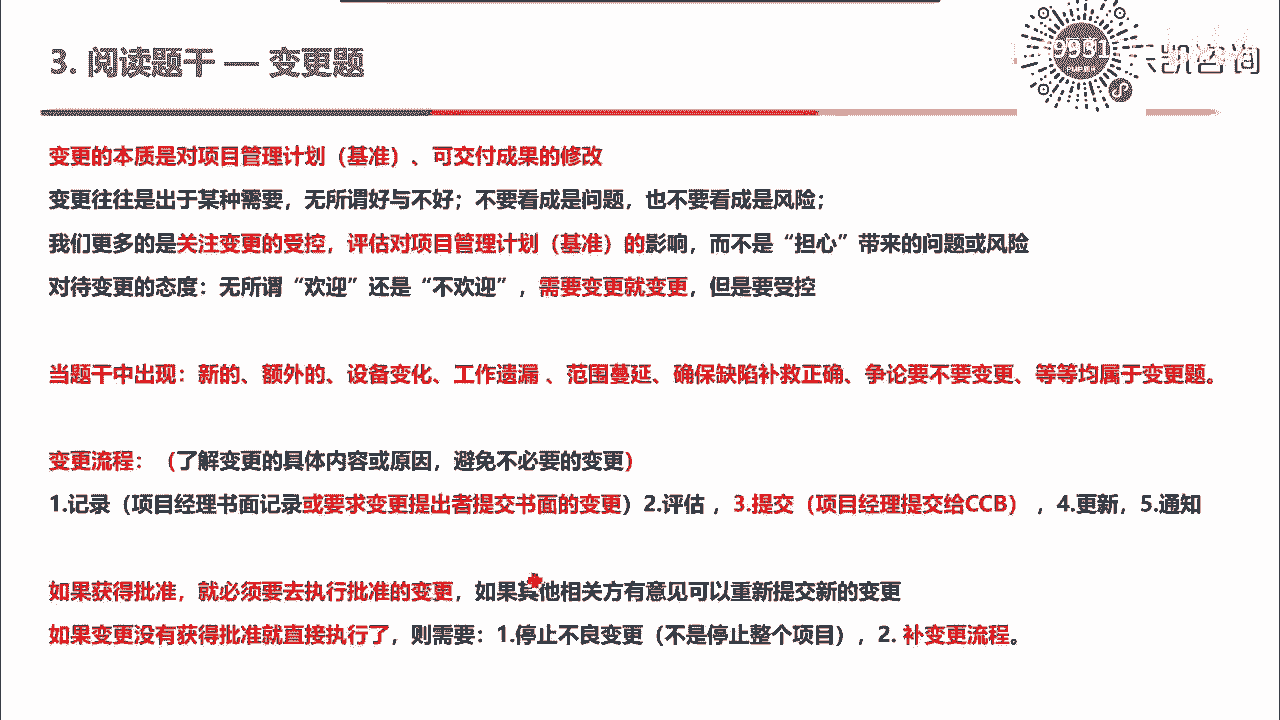 3. 阅读题干 — 变更题
凯咨询
变更的本质是对项目管理计划（基准）、可交付成果的修改
变更往往是出于某种需要，无所谓好与不好；不要看成是问题，也不要看成是风险；
我们更多的是关注变更的受控，评估对项目管理计划（基准）的影响，而不是“担心”带来的问题或风险
对待变更的态度：无所谓“欢迎”还是“不欢迎”，需要变更就变更，但是要受控
当题干中出现：新的、额外的、设备变化、工作遗漏 、范围蔓延、确保缺陷补救正确、争论要不要变更、等等均属于变更题。
变更流程：（了解变更的具体内容或原因，避免不必要的变更）
1.记录（项目经理书面记录或要求变更提出者提交书面的变更）2.评估 ，3.提交（项目经理提交给CCB） ，4.更新，5.通知
如果获得批准，就必须要去执行批准的变更，如果其他相关方有意见可以重新提交新的变更
如果变更没有获得批准就直接执行了，则需要：1.停止不良变更（不是停止整个项目），2. 补变更流程。